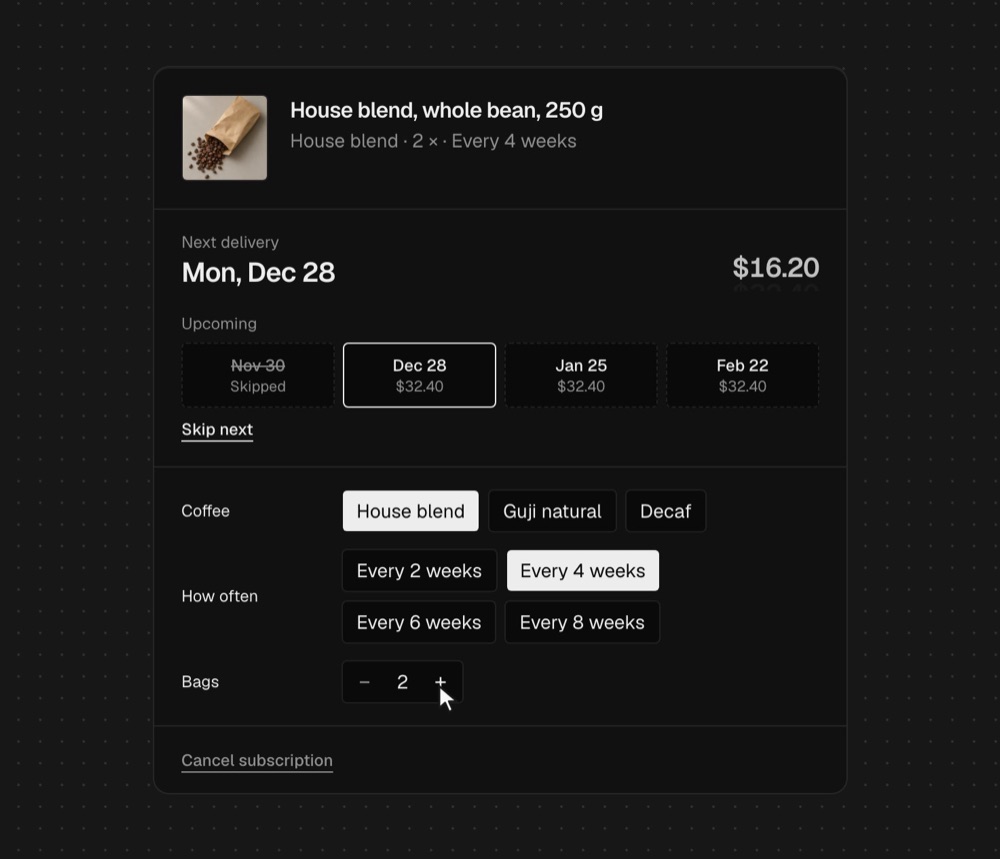 House blend, whole bean, 250 g
House blend · 2 × · Every 4 weeks
Next delivery
Mon, Dec 28
$16.20
Upcoming
Nov 30
Skipped
Dec 28
$32.40
Jan 25
$32.40
Feb 22
$32.40
Skip next
Coffee
House blend
Guji natural
Decaf
How often
Every 2 weeks
Every 4 weeks
Every 6 weeks
Every 8 weeks
Bags
− 2 +
Cancel subscription